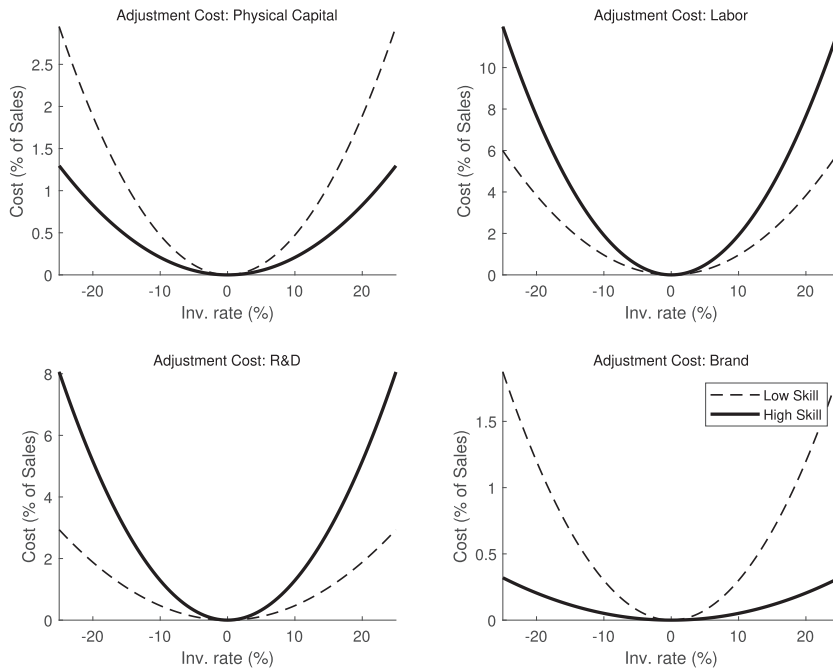 Adjustment Cost: Physical Capital
Cost (% of Sales)
2.5
2
1.5
1
0.5
0
-20 -10 0 10 20
Inv. rate (%)
Adjustment Cost: Labor
Cost (% of Sales)
10
8
6
4
2
0
-20 -10 0 10 20
Inv. rate (%)
Adjustment Cost: R&D
Cost (% of Sales)
8
6
4
2
0
-20 -10 0 10 20
Inv. rate (%)
Adjustment Cost: Brand
Cost (% of Sales)
1.5
1
0.5
0
-20 -10 0 10 20
Inv. rate (%)
Low Skill
High Skill